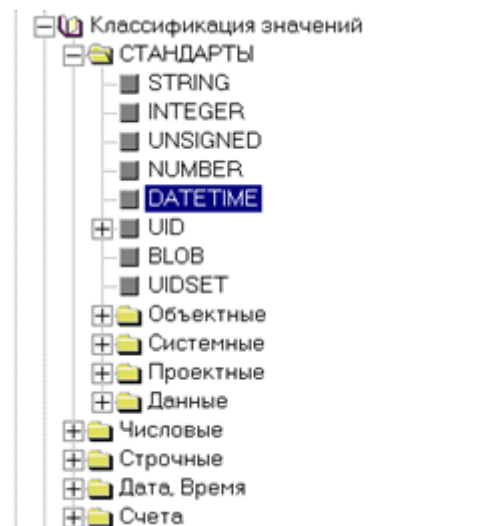 Классификация значений
СТАНДАРТЫ
STRING
INTEGER
UNSIGNED
NUMBER
DATETIME
UID
BLOB
UIDSET
Объектные
Системные
Проектные
Данные
Числовые
Строчные
Дата, Время
Счета